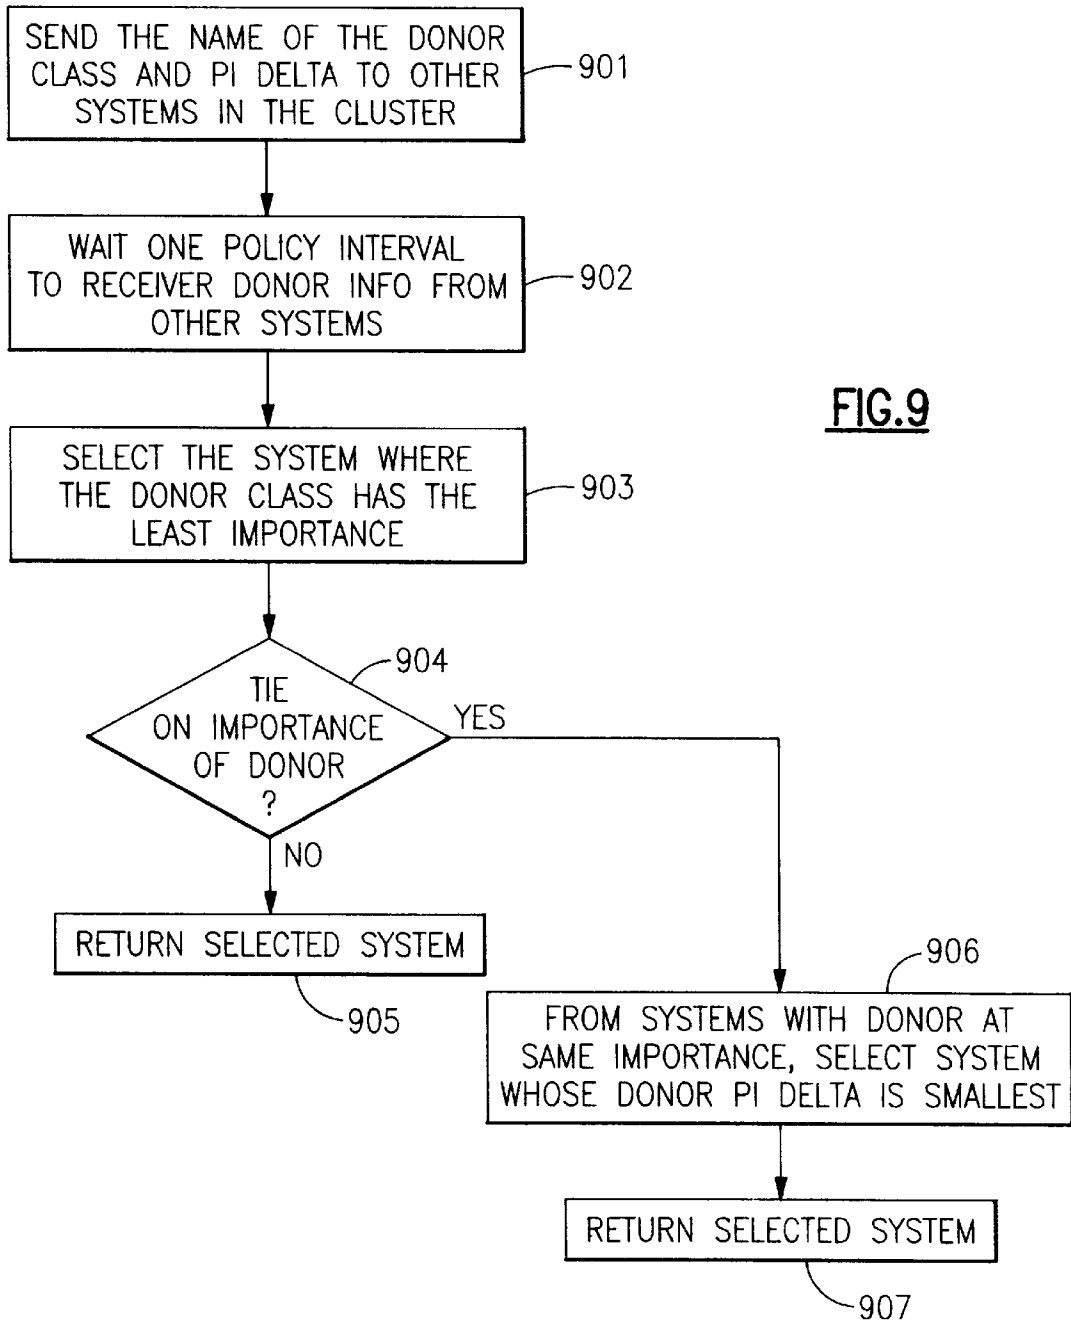 SEND THE NAME OF THE DONOR
CLASS AND PI DELTA TO OTHER
SYSTEMS IN THE CLUSTER
901
WAIT ONE POLICY INTERVAL
TO RECEIVER DONOR INFO FROM
OTHER SYSTEMS
902
FIG.9
SELECT THE SYSTEM WHERE
THE DONOR CLASS HAS THE
LEAST IMPORTANCE
903
904
TIE
ON IMPORTANCE
OF DONOR
?
YES
NO
RETURN SELECTED SYSTEM
905
906
FROM SYSTEMS WITH DONOR AT
SAME IMPORTANCE, SELECT SYSTEM
WHOSE DONOR PI DELTA IS SMALLEST
RETURN SELECTED SYSTEM
907